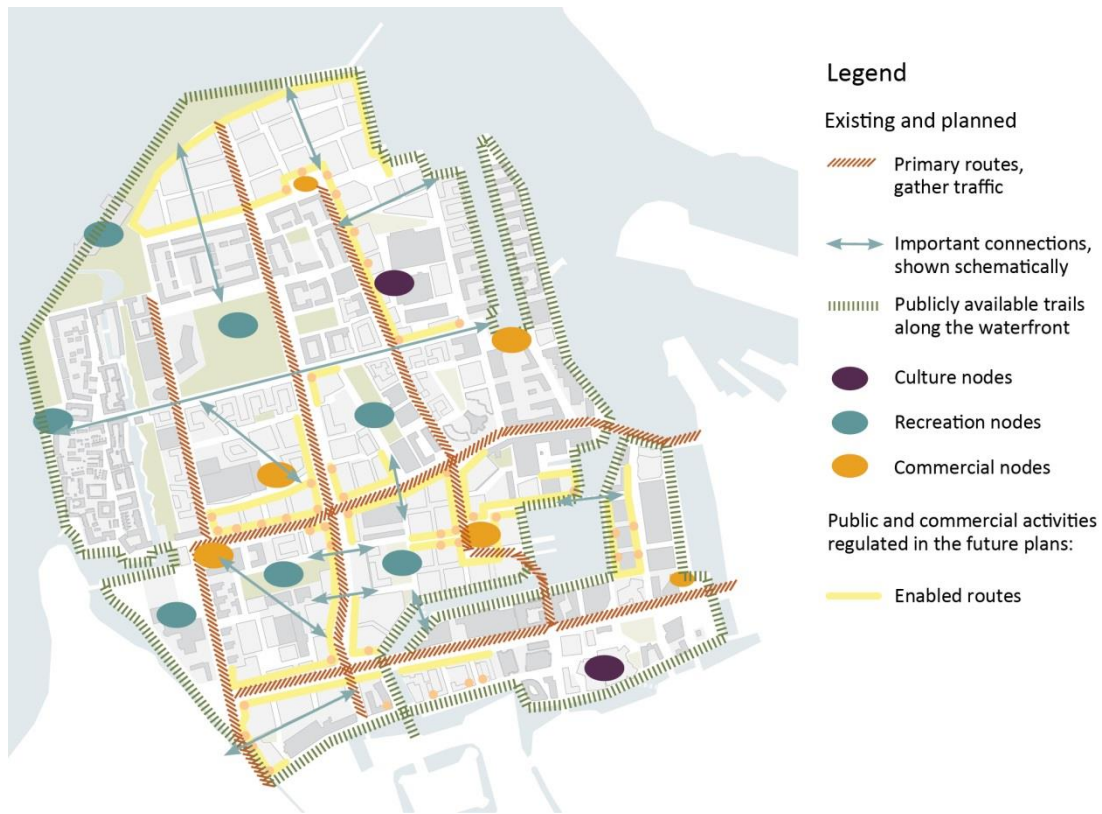 Legend
Existing and planned
Primary routes,
gather traffic
Important connections,
shown schematically
Publicly available trails
along the waterfront
Culture nodes
Recreation nodes
Commercial nodes
Public and commercial activities
regulated in the future plans:
Enabled routes